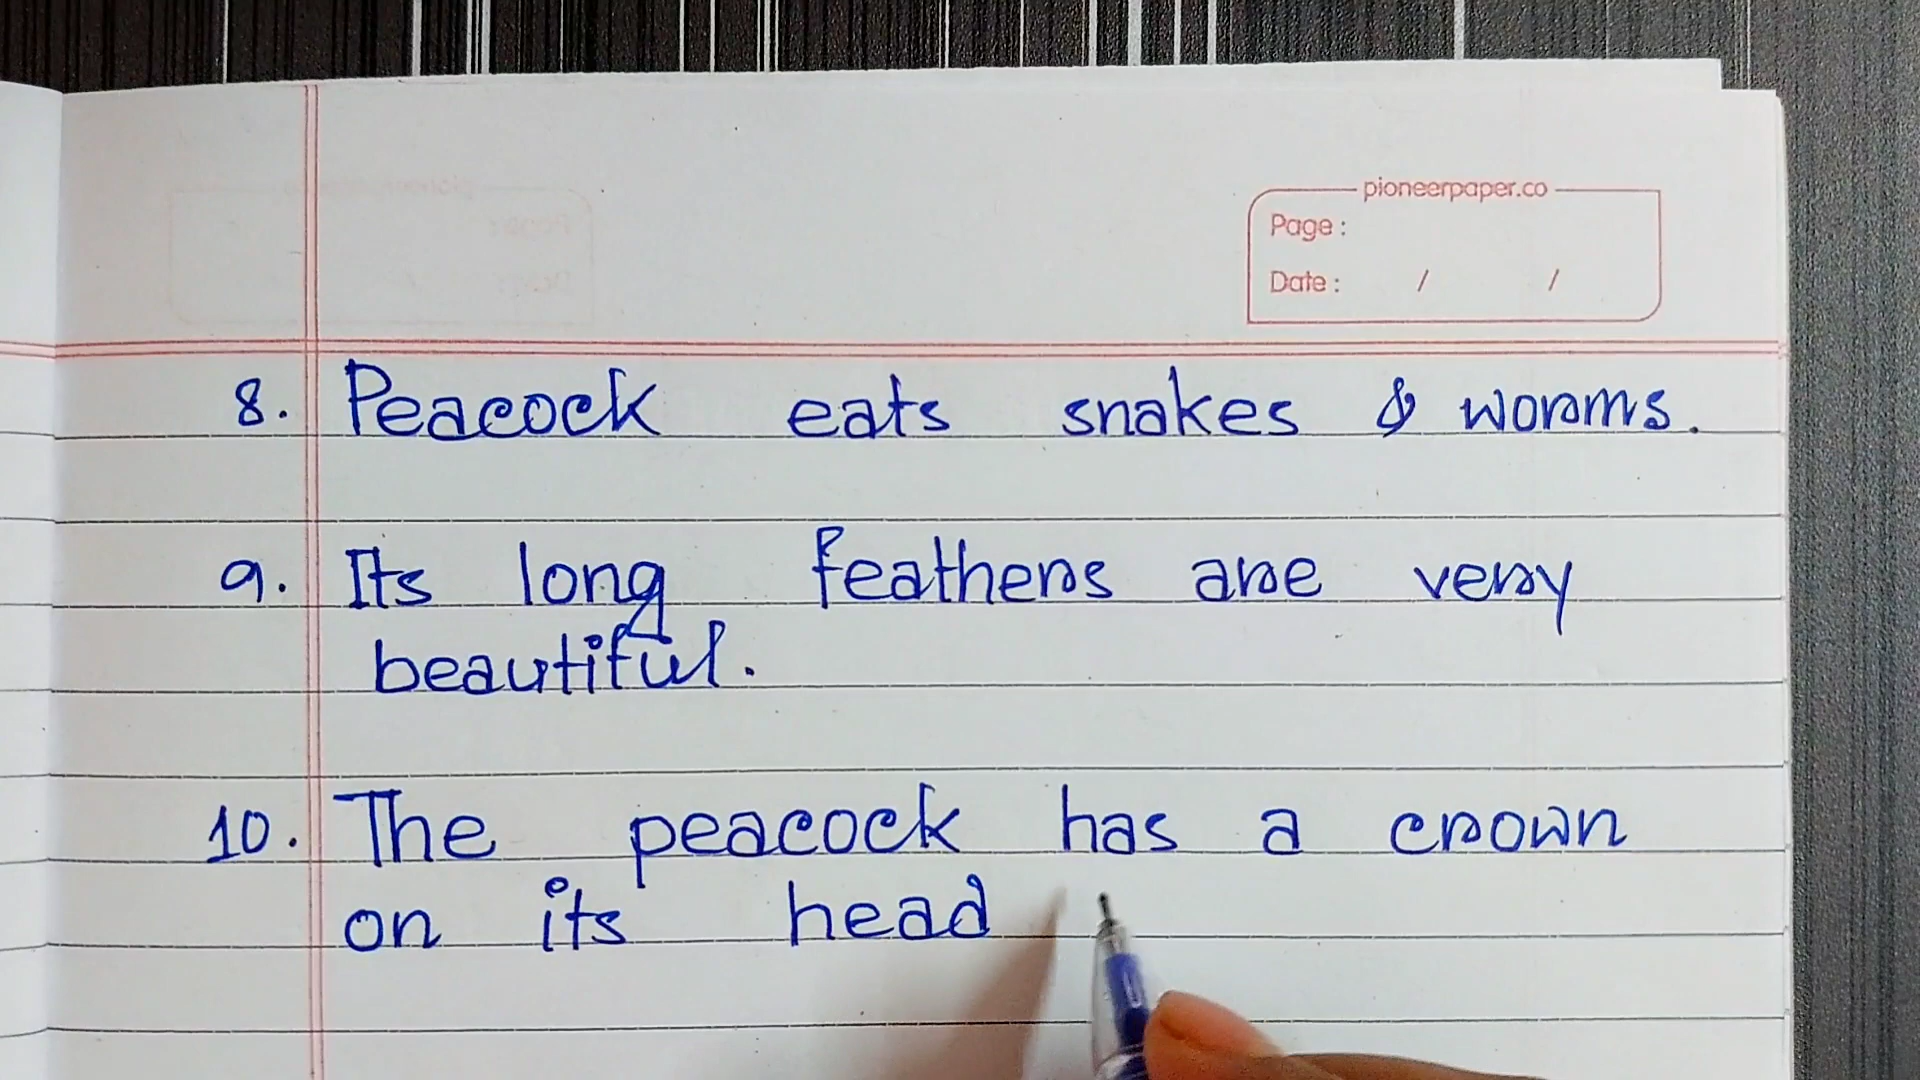 pioneerpaper.co
Page :
Date : / /
8. Peacock eats snakes & worms.
9. Its long feathers are very
beautiful.
10. The peacock has a crown
on its head